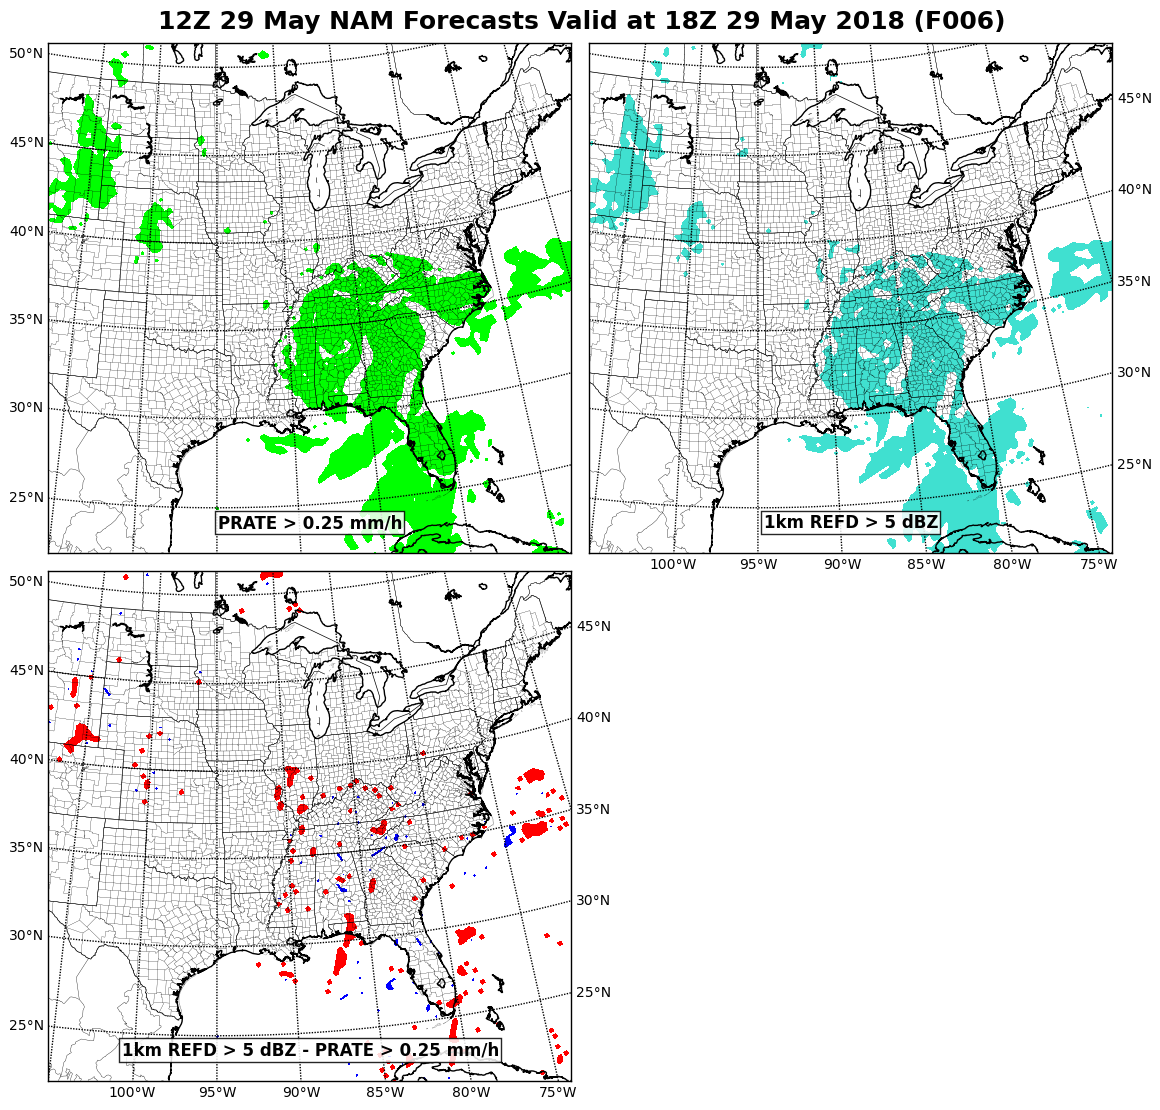 12Z 29 May NAM Forecasts Valid at 18Z 29 May 2018 (F006)
50°N
45°N
40°N
35°N
30°N
25°N
PRATE > 0.25 mm/h
45°N
40°N
35°N
30°N
25°N
1km REFD > 5 dBZ
100°W 95°W 90°W 85°W 80°W 75°W
50°N
45°N
40°N
35°N
30°N
25°N
45°N
40°N
35°N
30°N
25°N
1km REFD > 5 dBZ - PRATE > 0.25 mm/h
100°W 95°W 90°W 85°W 80°W 75°W